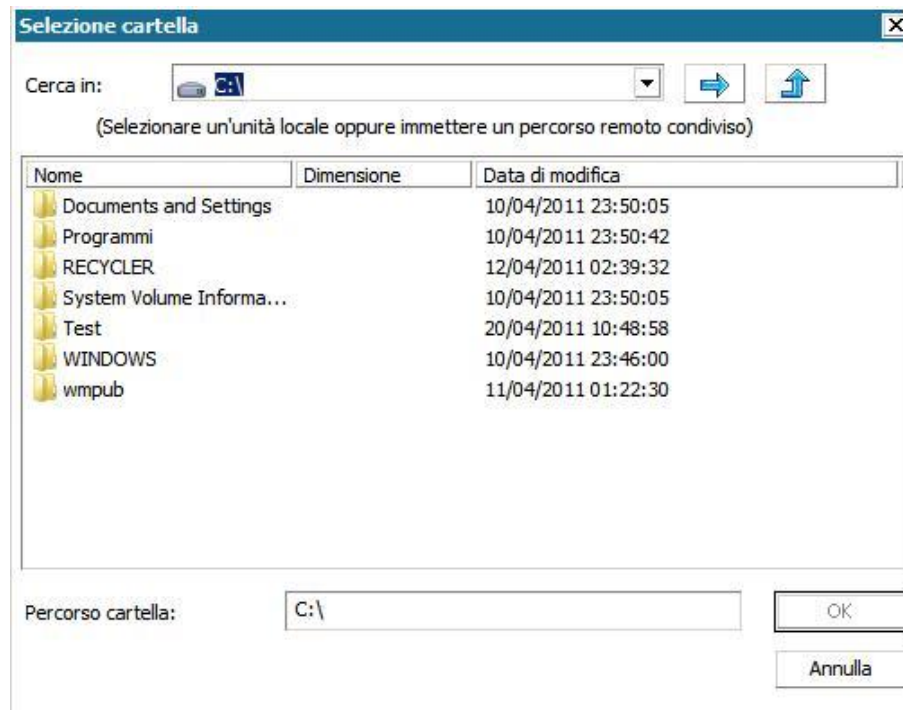 Selezione cartella
Cerca in: C:\
(Selezionare un'unità locale oppure immettere un percorso remoto condiviso)
Nome Dimensione Data di modifica
Documents and Settings 10/04/2011 23:50:05
Programmi 10/04/2011 23:50:42
RECYCLER 12/04/2011 02:39:32
System Volume Informa... 10/04/2011 23:50:05
Test 20/04/2011 10:48:58
WINDOWS 10/04/2011 23:46:00
wmpub 11/04/2011 01:22:30
Percorso cartella: C:\ OK
Annulla